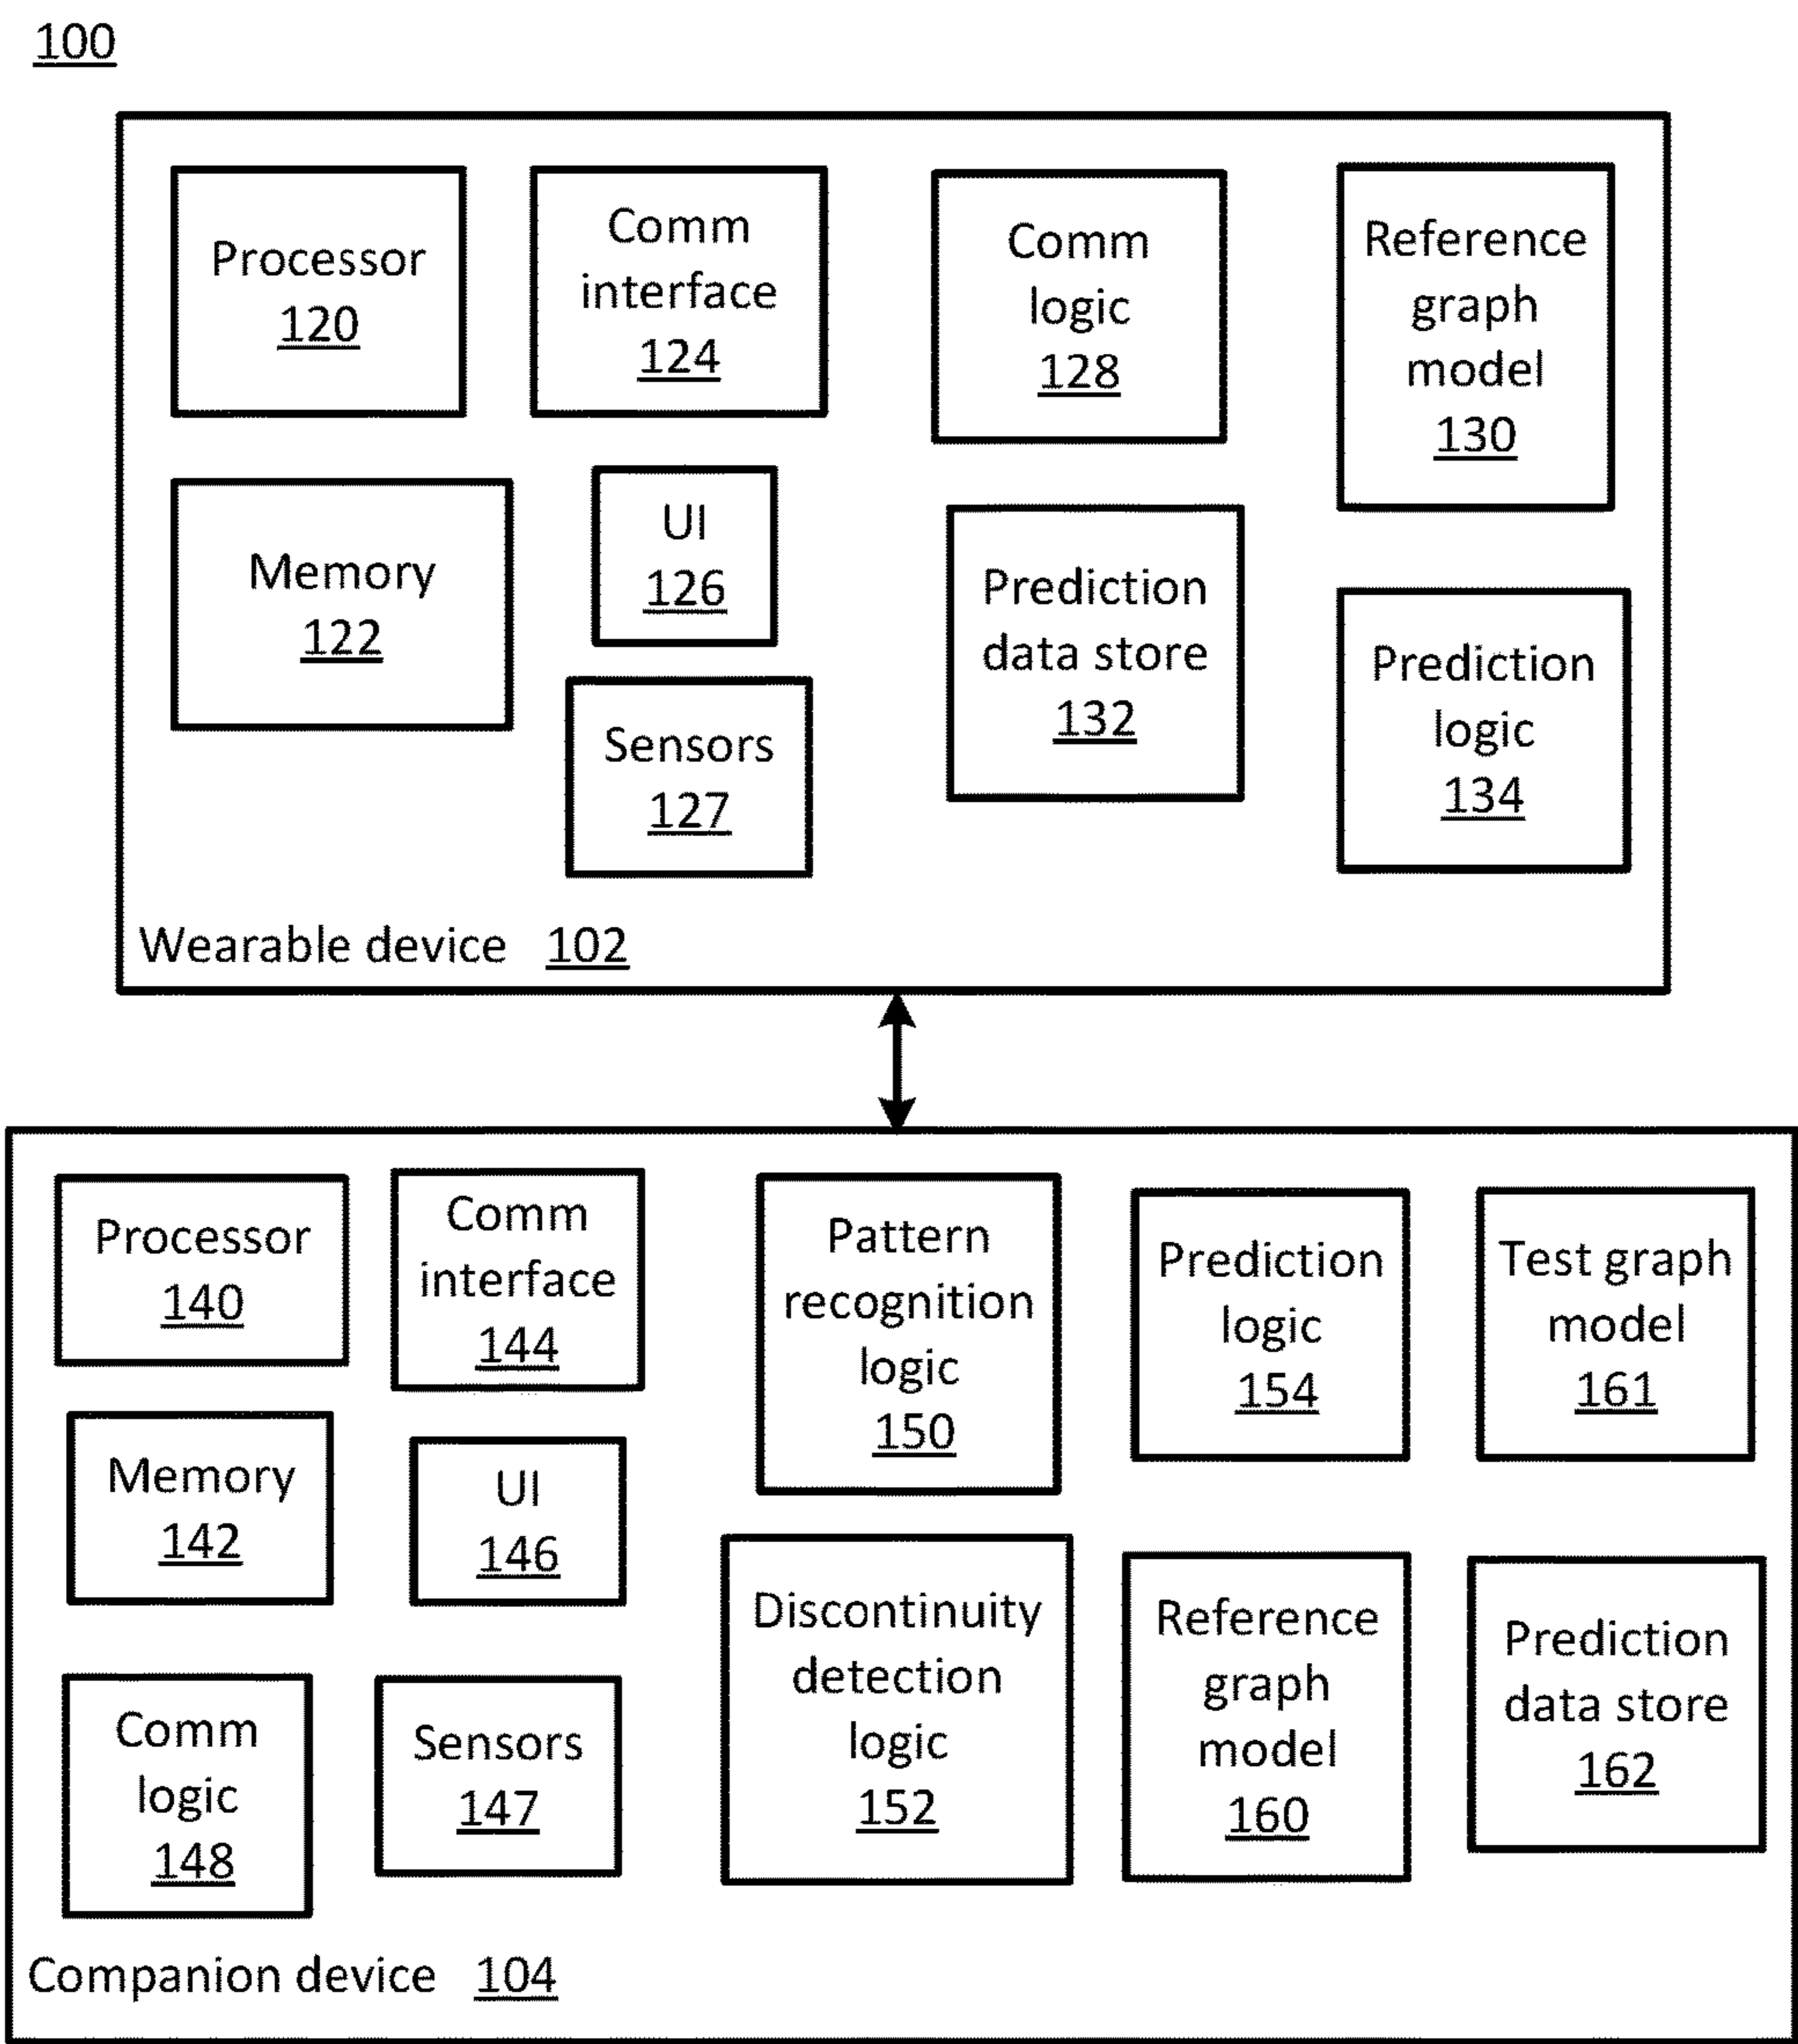 100
Processor
120
Comm
interface
124
Comm
logic
128
Reference
graph
model
130
Memory
122
UI
126
Sensors
127
Prediction
data store
132
Prediction
logic
134
Wearable device 102
Processor
140
Comm
interface
144
Pattern
recognition
logic
150
Prediction
logic
154
Test graph
model
161
Memory
142
UI
146
Discontinuity
detection
logic
152
Reference
graph
model
160
Prediction
data store
162
Comm
logic
148
Sensors
147
Companion device 104